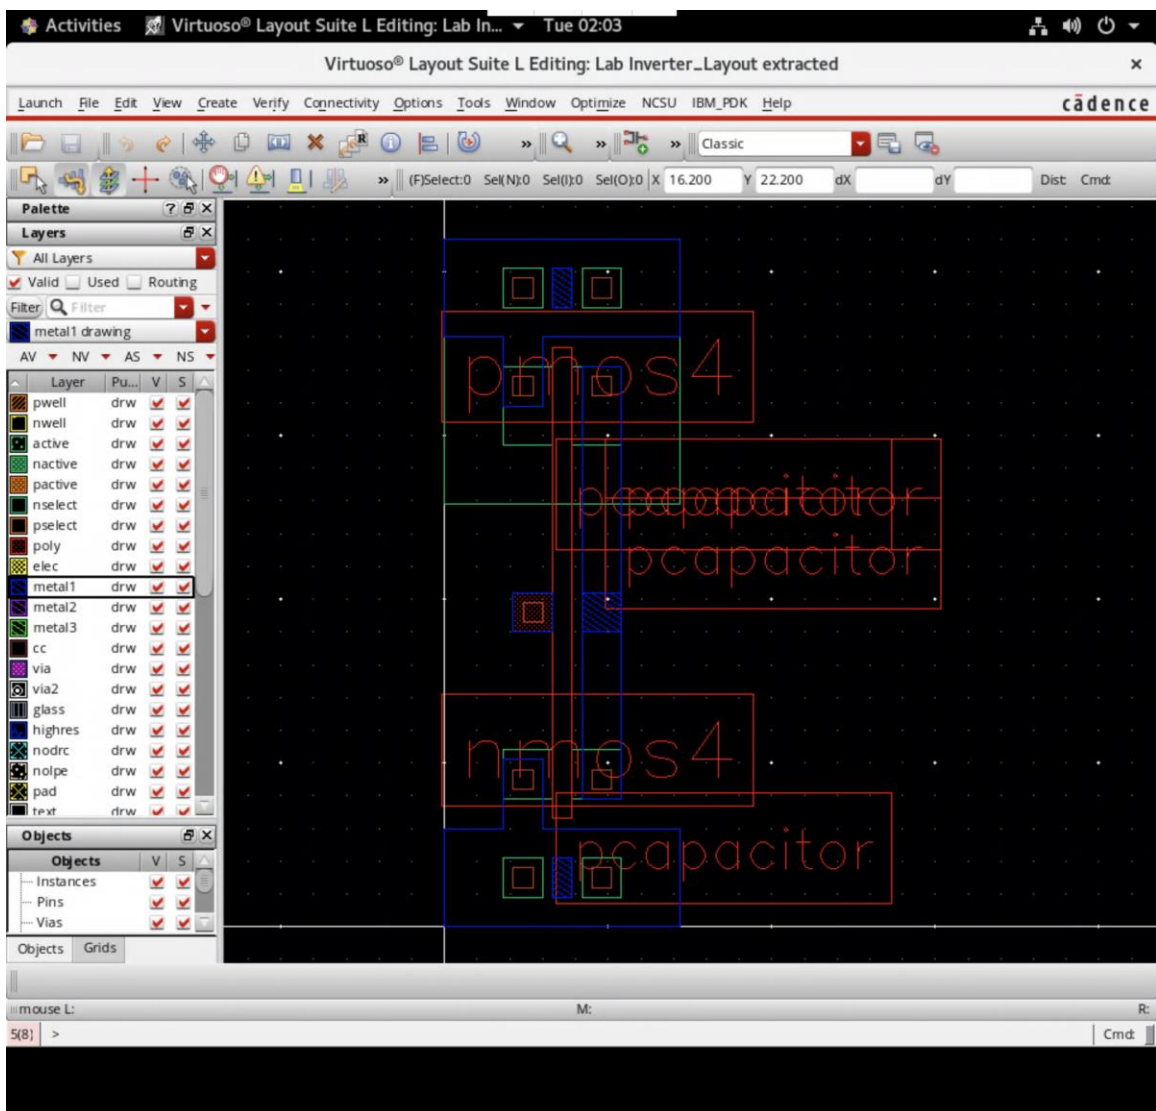 Activities Virtuoso® Layout Suite L Editing: Lab In... Tue 02:03
Virtuoso® Layout Suite L Editing: Lab Inverter_Layout extracted ×
Launch File Edit View Create Verify Connectivity Options Tools Window Optimize NCSU IBM_PDK Help cādence
R » » » Classic
» (F)Select:0 Sel(N):0 Sel(I):0 Sel(O):0 X 16.200 Y 22.200 dX dY Dist: Cmd:
Palette ?
Layers
All Layers
Valid Used Routing
Filter Filter
metal1 drawing
AV NV AS NS
Layer Pu... V S
pwell drw
nwell drw
active drw
nactive drw
pactive drw
nselect drw
pselect drw
poly drw
elec drw
metal1 drw
metal2 drw
metal3 drw
cc drw
via drw
via2 drw
glass drw
highres drw
nodrc drw
nolpe drw
pad drw
text drw
Objects
Objects V S
Instances
Pins
Vias
Objects Grids
pmos4
pcapacitor
pcapacitor
pcapacitor
nmos4
pcapacitor
mouse L: M: R:
5(8) > Cmd: